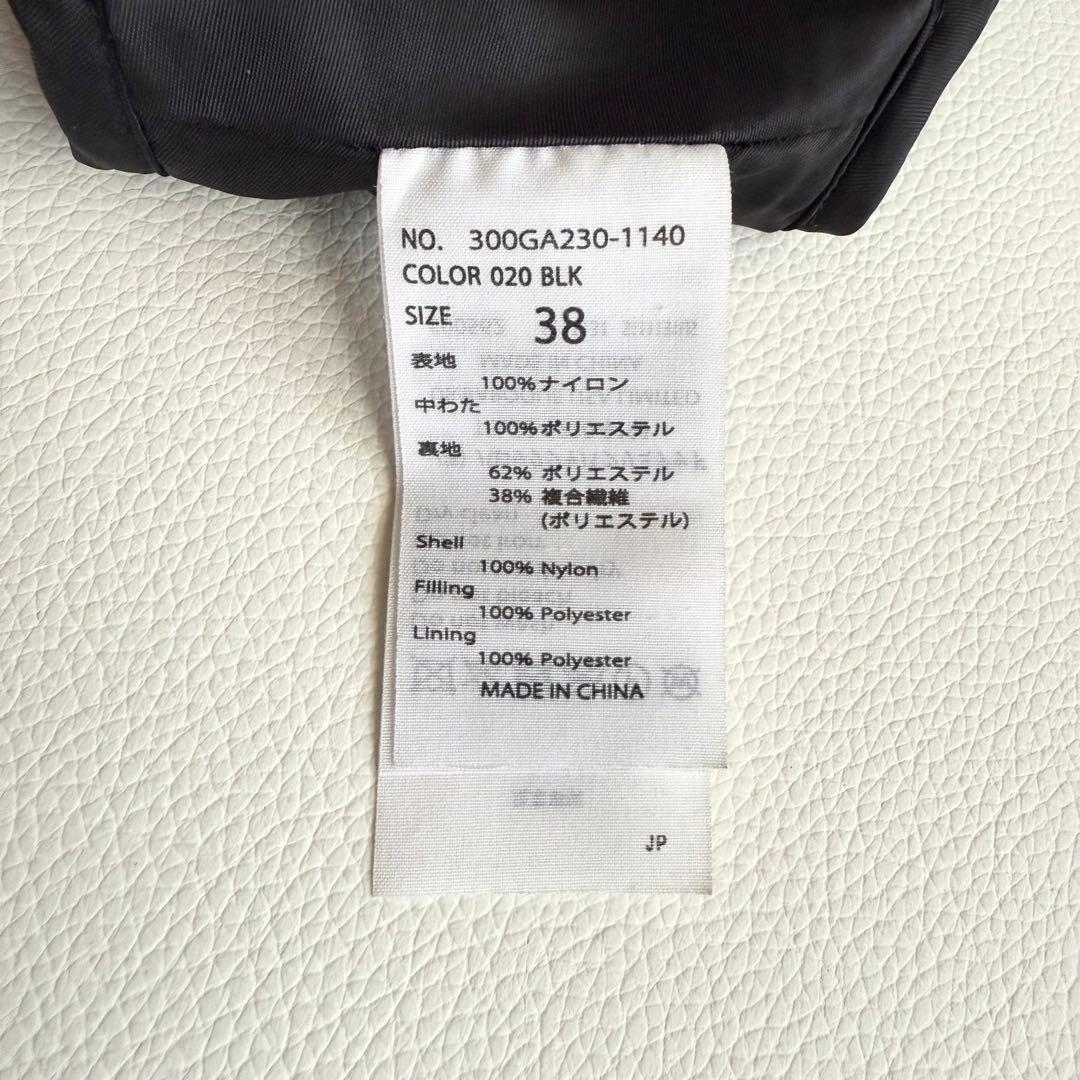 NO. 300GA230-1140
COLOR 020 BLK
SIZE 38
表地
100%ナイロン
中わた
100%ポリエステル
裏地
62% ポリエステル
38% 複合繊維
(ポリエステル)
Shell
100% Nylon
Filling
100% Polyester
Lining
100% Polyester
MADE IN CHINA
JP